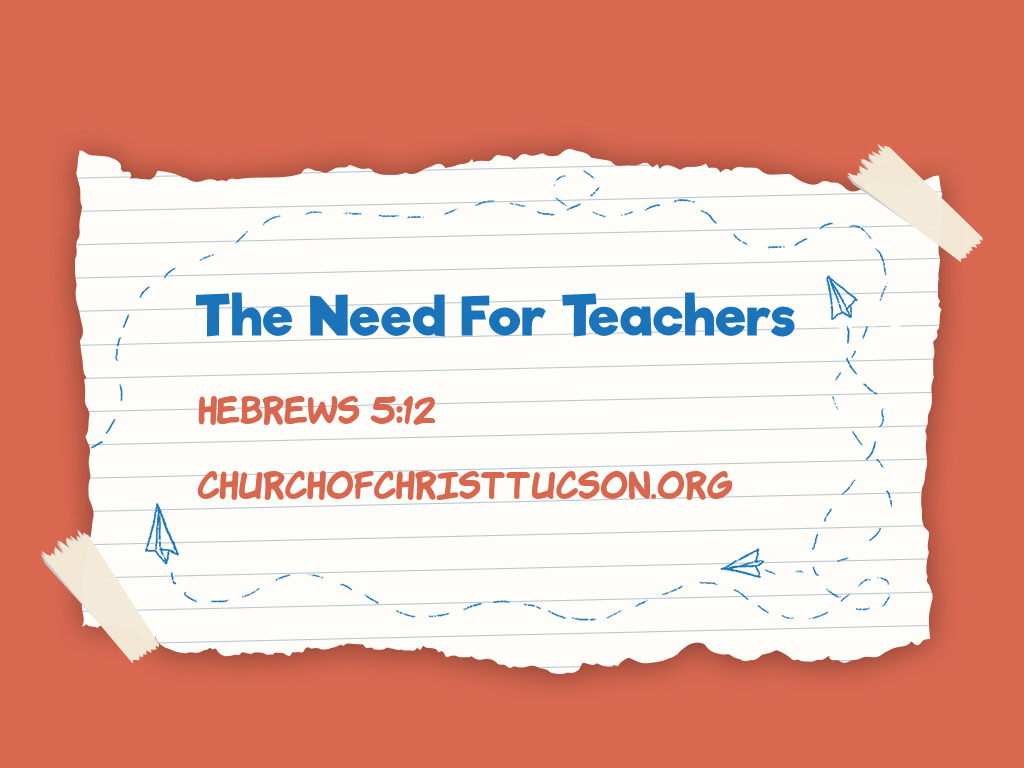 The Need For Teachers
HEBREWS 5:12
CHURCHOFCHRISTTUCSON.ORG